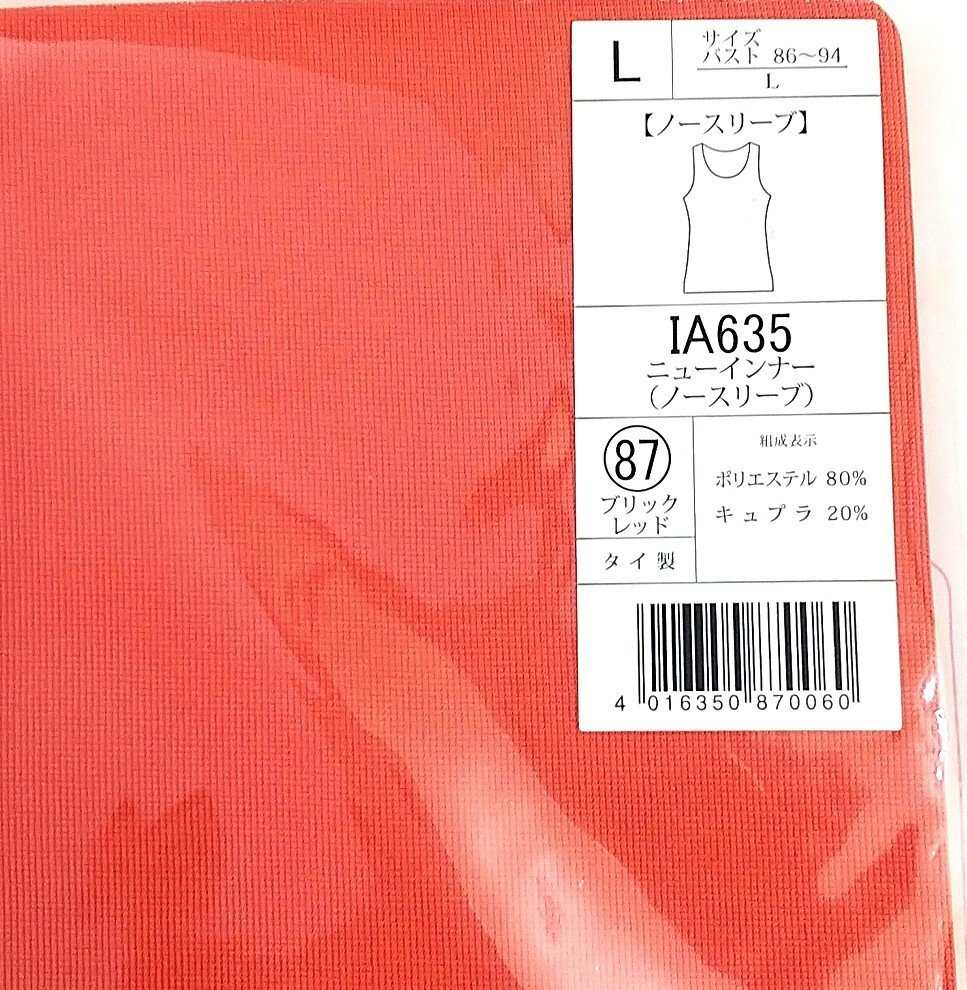 L
サイズ
バスト 86～94
L
【ノースリーブ】
IA635
ニューインナー
（ノースリーブ）
87
ブリック
レッド
タイ製
組成表示
ポリエステル 80%
キュプラ 20%
4 016350 870060